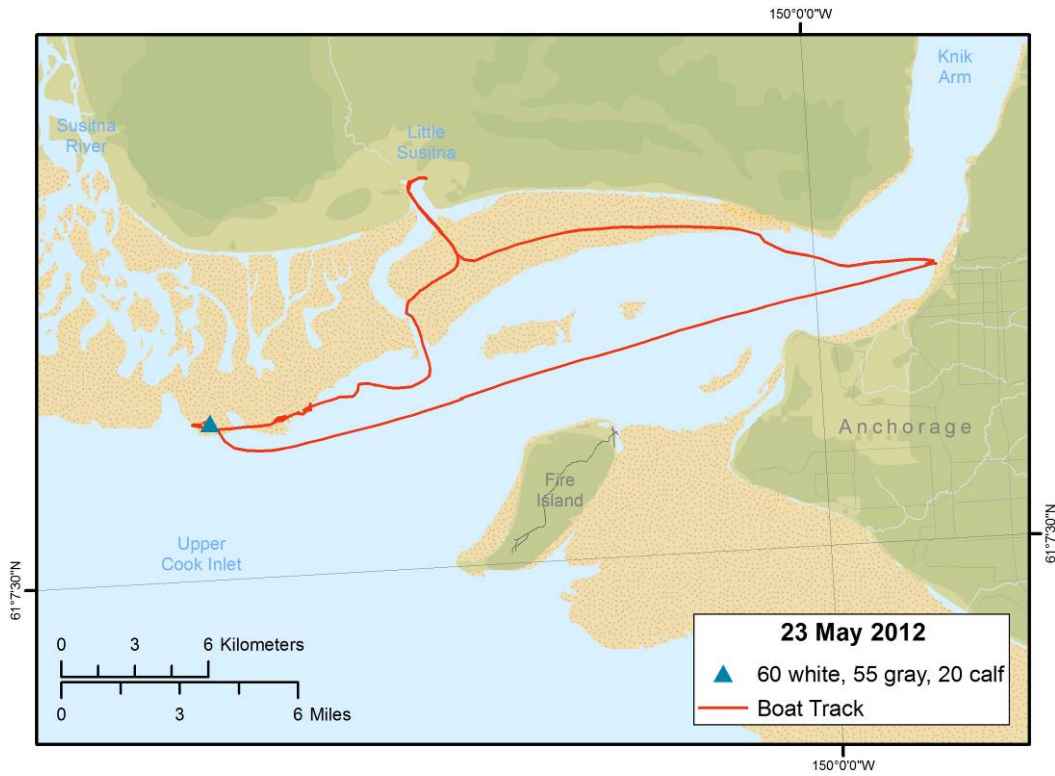 150°0'0"W
Knik
Arm
Susitna
River
Little
Susitna
Anchorage
Fire
Island
Upper
Cook Inlet
61°7'30"N
61°7'30"N
0 3 6 Kilometers
0 3 6 Miles
23 May 2012
60 white, 55 gray, 20 calf
Boat Track
150°0'0"W